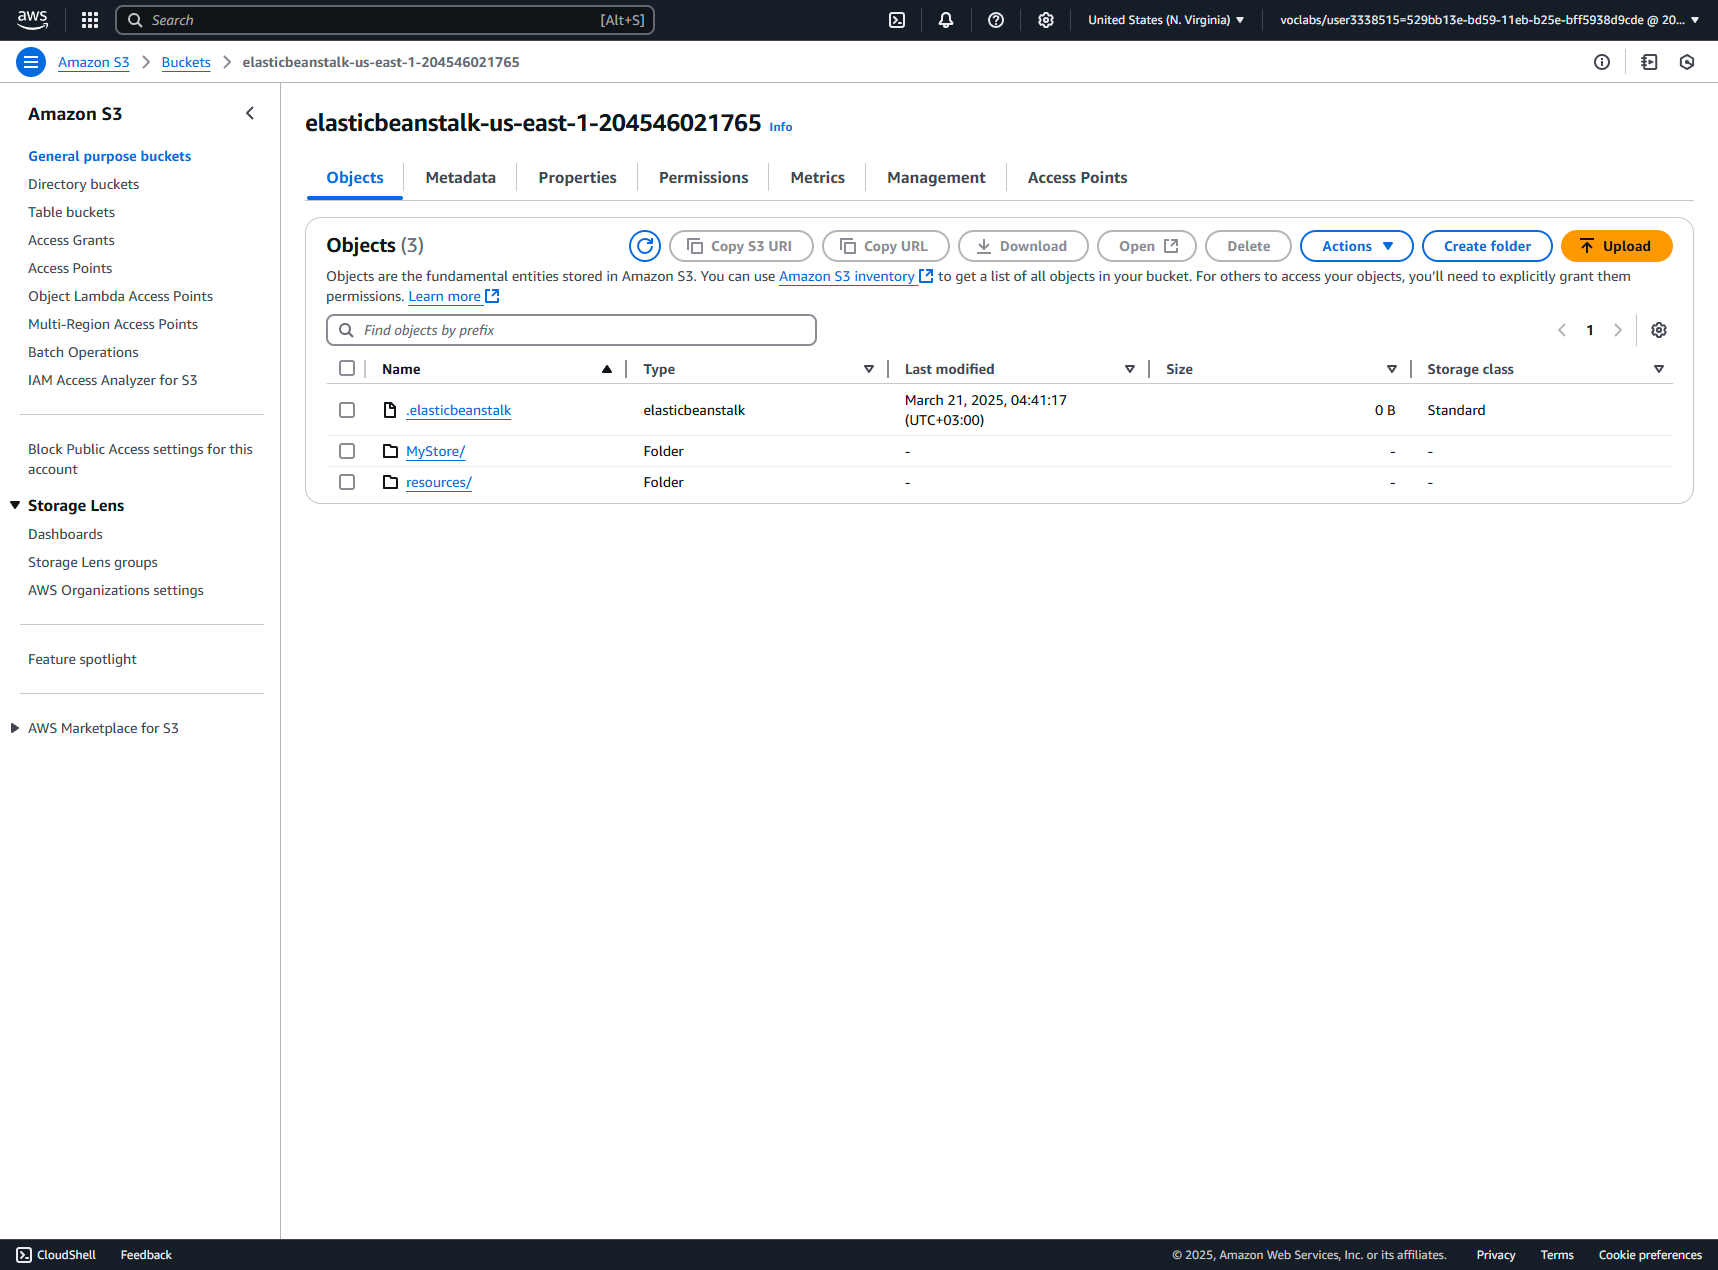 aws
Search [Alt+S]
United States (N. Virginia)
voclabs/user3338515=529bb13e-bd59-11eb-b25e-bff5938d9cde @ 20...
Amazon S3 > Buckets > elasticbeanstalk-us-east-1-204546021765
Amazon S3
General purpose buckets
Directory buckets
Table buckets
Access Grants
Access Points
Object Lambda Access Points
Multi-Region Access Points
Batch Operations
IAM Access Analyzer for S3
Block Public Access settings for this
account
Storage Lens
Dashboards
Storage Lens groups
AWS Organizations settings
Feature spotlight
AWS Marketplace for S3
elasticbeanstalk-us-east-1-204546021765 Info
Objects Metadata Properties Permissions Metrics Management Access Points
Objects (3) Copy S3 URI Copy URL Download Open Delete Actions Create folder Upload
Objects are the fundamental entities stored in Amazon S3. You can use Amazon S3 inventory to get a list of all objects in your bucket. For others to access your objects, you’ll need to explicitly grant them
permissions. Learn more
Find objects by prefix
1
Name Type Last modified Size Storage class
.elasticbeanstalk elasticbeanstalk March 21, 2025, 04:41:17 (UTC+03:00) 0 B Standard
MyStore/ Folder - - -
resources/ Folder - - -
CloudShell Feedback © 2025, Amazon Web Services, Inc. or its affiliates. Privacy Terms Cookie preferences